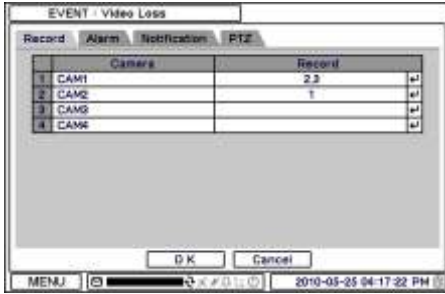 EVENT : Video Loss
Record Alarm Notification PTZ
Camera Record
1 CAM1 2,3
2 CAM2 1
3 CAM3
4 CAM4
OK Cancel
MENU 2010-05-25 04:17:22 PM